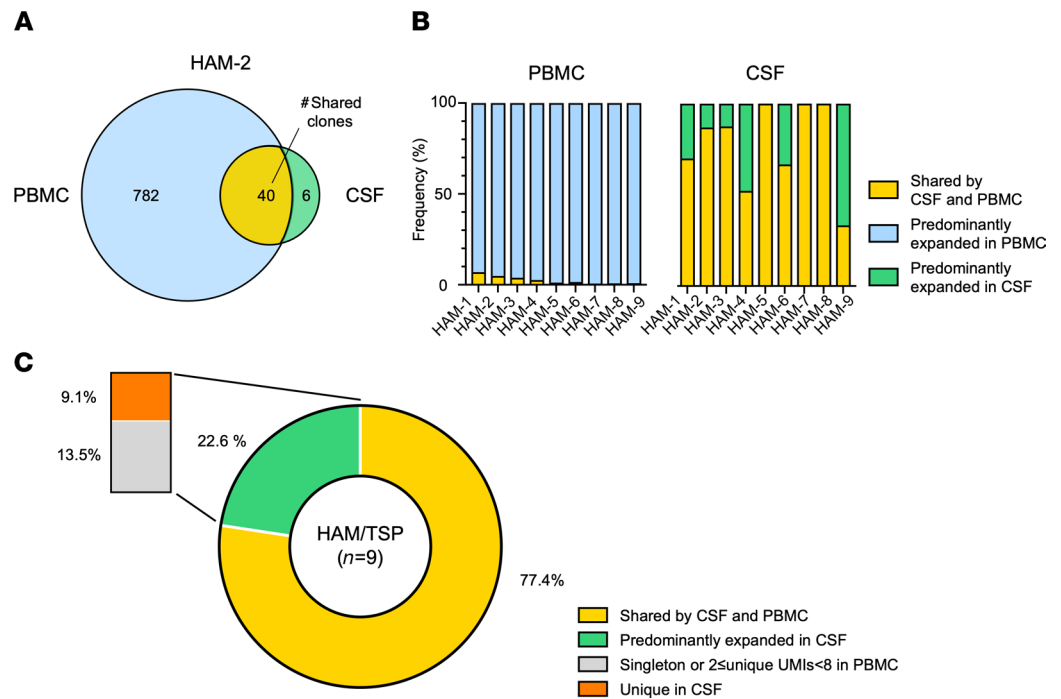 A
HAM-2
#Shared
clones
PBMC
782
40
6
CSF
B
PBMC
CSF
Frequency (%)
100
50
0
HAM-1
HAM-2
HAM-3
HAM-4
HAM-5
HAM-6
HAM-7
HAM-8
HAM-9
HAM-1
HAM-2
HAM-3
HAM-4
HAM-5
HAM-6
HAM-7
HAM-8
HAM-9
Shared by
CSF and PBMC
Predominantly
expanded in PBMC
Predominantly
expanded in CSF
C
9.1%
13.5%
22.6 %
HAM/TSP
(n=9)
77.4%
Shared by CSF and PBMC
Predominantly expanded in CSF
Singleton or 2≤unique UMIs<8 in PBMC
Unique in CSF